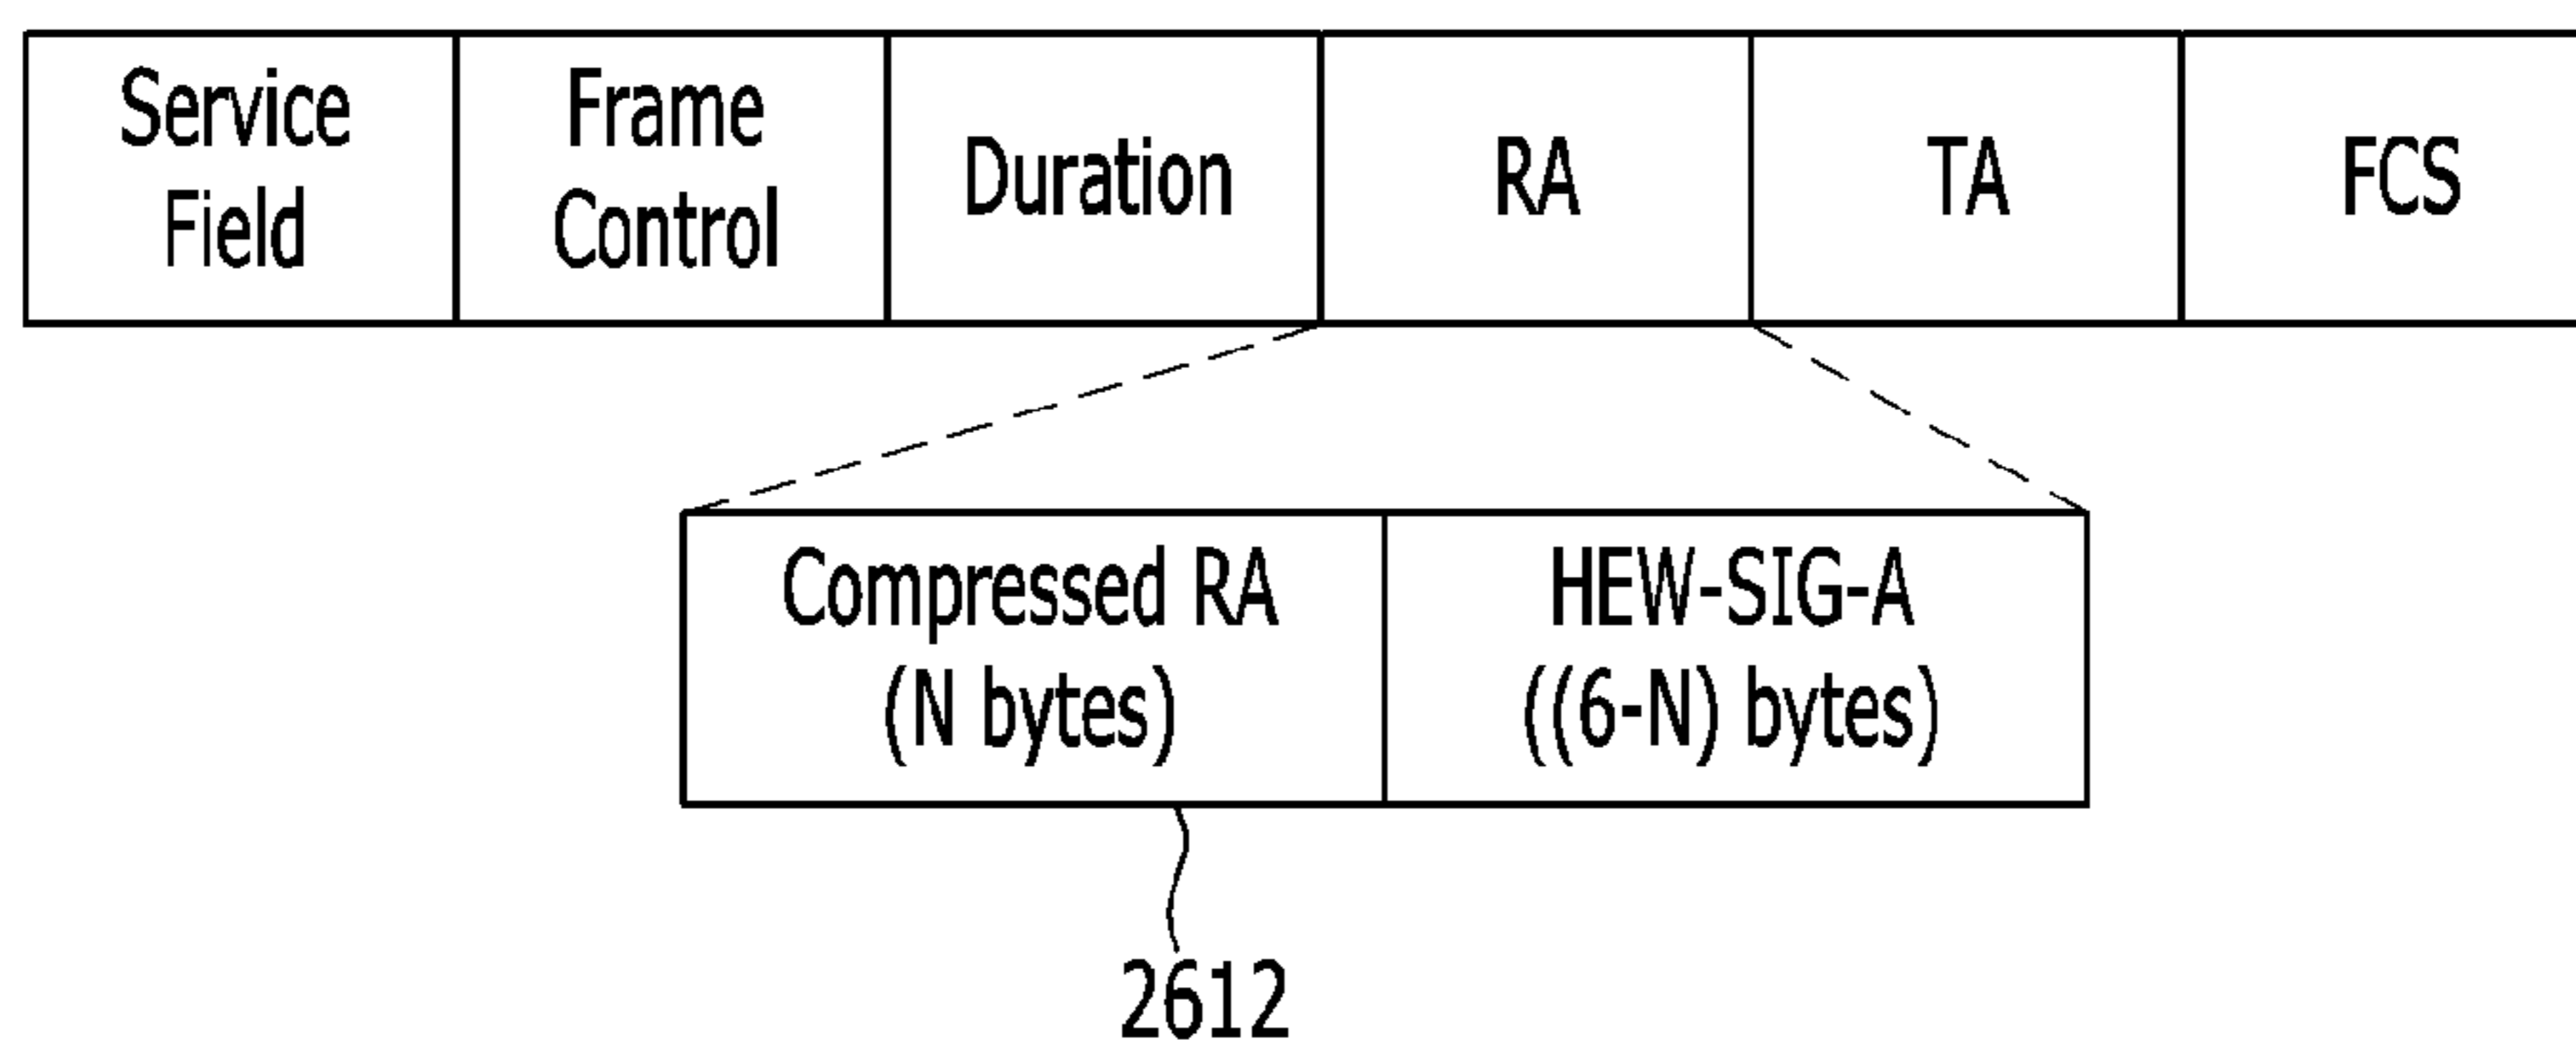 Service
Field
Frame
Control
Duration
RA
TA
FCS
Compressed RA
(N bytes)
HEW-SIG-A
((6-N) bytes)
2612